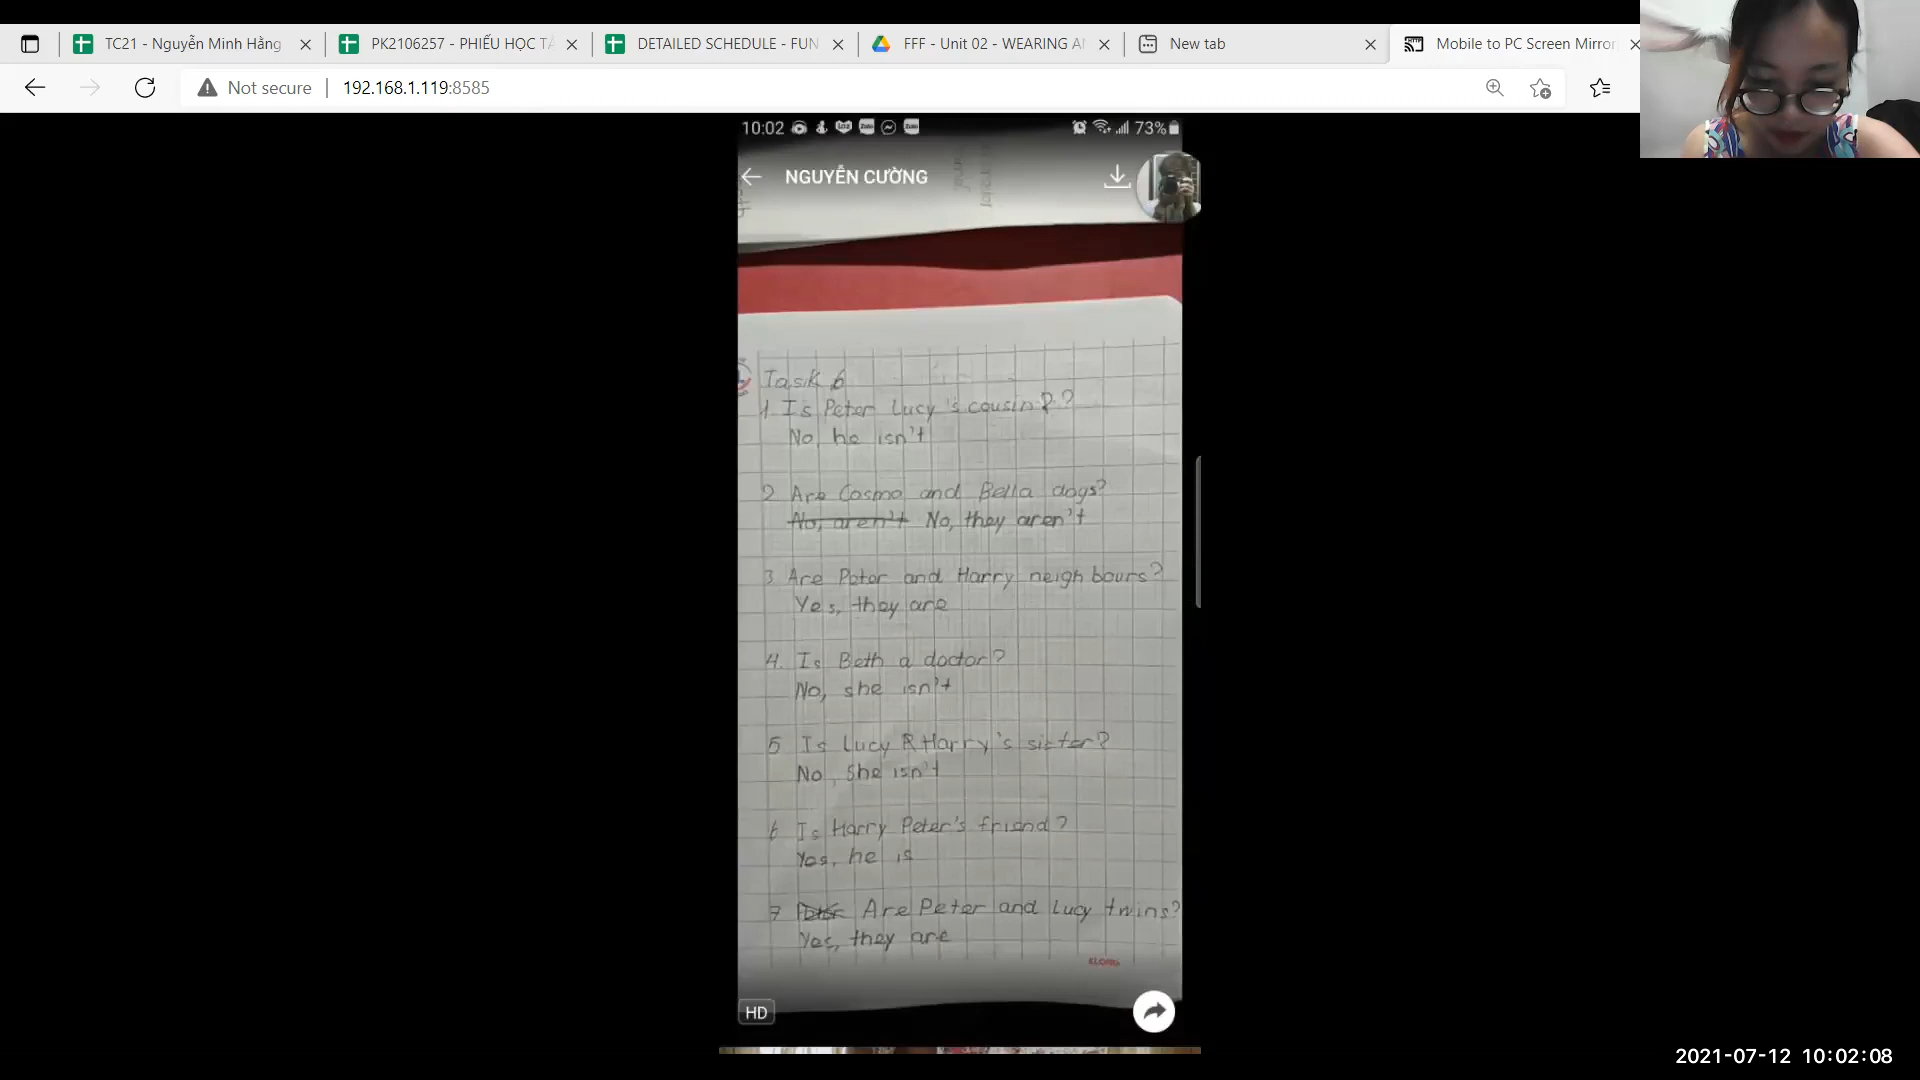 TC21 - Nguyễn Minh Hằng
PK2106257 - PHIẾU HỌC TẬ
DETAILED SCHEDULE - FUN
FFF - Unit 02 - WEARING AN
New tab
Mobile to PC Screen Mirror
Not secure
192.168.1.119:8585
10:02
73%
NGUYỄN CƯỜNG
Task 6
1 Is Peter Lucy's cousin?
No, he isn't
2 Are Cosmo and Bella dogs?
No, aren't No, they aren't
3 Are Peter and Harry neighbours?
Yes, they are
4. Is Beth a doctor?
No, she isn't
5 Is Lucy Harry's sister?
No, she isn't
6 Is Harry Peter's friend?
Yes, he is
7 Are Peter and Lucy twins?
Yes, they are
KLONG
HD
2021-07-12 10:02:08